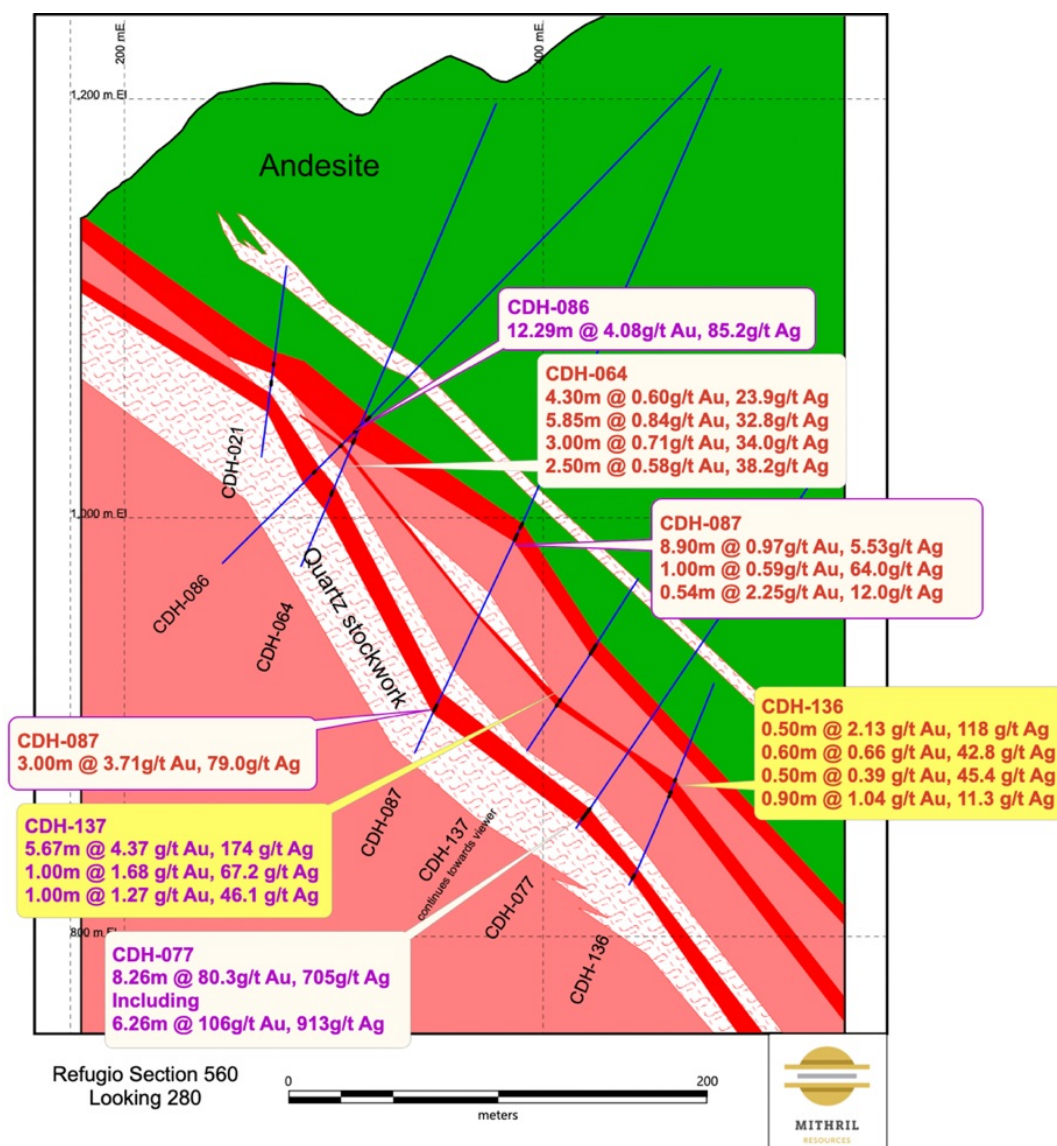 200 mE
400 mE
1,200 m El
Andesite
CDH-086
12.29m @ 4.08g/t Au, 85.2g/t Ag
CDH-064
4.30m @ 0.60g/t Au, 23.9g/t Ag
5.85m @ 0.84g/t Au, 32.8g/t Ag
3.00m @ 0.71g/t Au, 34.0g/t Ag
2.50m @ 0.58g/t Au, 38.2g/t Ag
CDH-021
1,000 m El
CDH-087
8.90m @ 0.97g/t Au, 5.53g/t Ag
1.00m @ 0.59g/t Au, 64.0g/t Ag
0.54m @ 2.25g/t Au, 12.0g/t Ag
CDH-086
CDH-064
Quartz stockwork
CDH-136
0.50m @ 2.13 g/t Au, 118 g/t Ag
0.60m @ 0.66 g/t Au, 42.8 g/t Ag
0.50m @ 0.39 g/t Au, 45.4 g/t Ag
0.90m @ 1.04 g/t Au, 11.3 g/t Ag
CDH-087
3.00m @ 3.71g/t Au, 79.0g/t Ag
CDH-087
CDH-137
continues towards viewer
CDH-077
CDH-136
CDH-137
5.67m @ 4.37 g/t Au, 174 g/t Ag
1.00m @ 1.68 g/t Au, 67.2 g/t Ag
1.00m @ 1.27 g/t Au, 46.1 g/t Ag
800 m El
CDH-077
8.26m @ 80.3g/t Au, 705g/t Ag
Including
6.26m @ 106g/t Au, 913g/t Ag
Refugio Section 560
Looking 280
0
200
meters
MITHRIL
RESOURCES